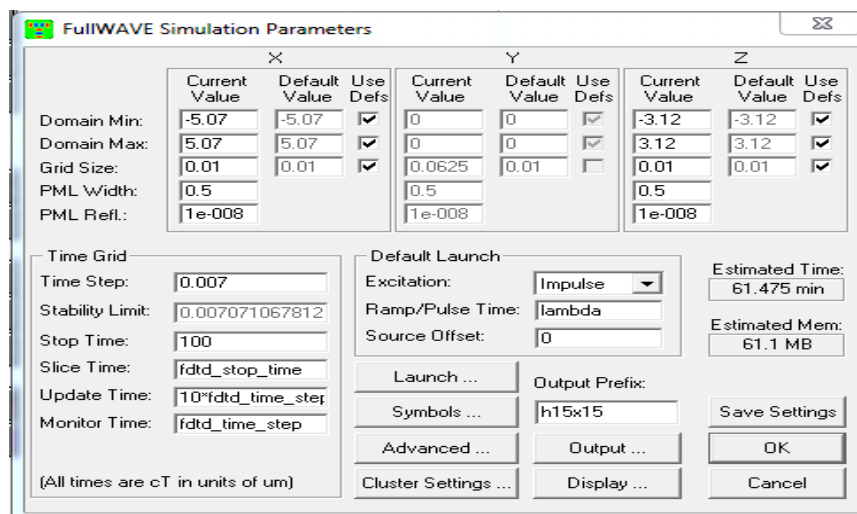 FullWAVE Simulation Parameters
X Y Z
Current Value Default Value Use Defs Current Value Default Value Use Defs Current Value Default Value Use Defs
Domain Min: -5.07 -5.07 0 0 -3.12 -3.12
Domain Max: 5.07 5.07 0 0 3.12 3.12
Grid Size: 0.01 0.01 0.0625 0.01 0.01 0.01
PML Width: 0.5 0.5 0.5
PML Refl.: 1e-008 1e-008 1e-008
Time Grid
Time Step: 0.007
Stability Limit: 0.007071067812
Stop Time: 100
Slice Time: fdtd_stop_time
Update Time: 10*fdtd_time_step
Monitor Time: fdtd_time_step
(All times are cT in units of um)
Default Launch
Excitation: Impulse
Ramp/Pulse Time: lambda
Source Offset: 0
Estimated Time:
61.475 min
Estimated Mem:
61.1 MB
Launch ...
Output Prefix:
Symbols ... h15x15 Save Settings
Advanced ... Output ... OK
Cluster Settings ... Display ... Cancel